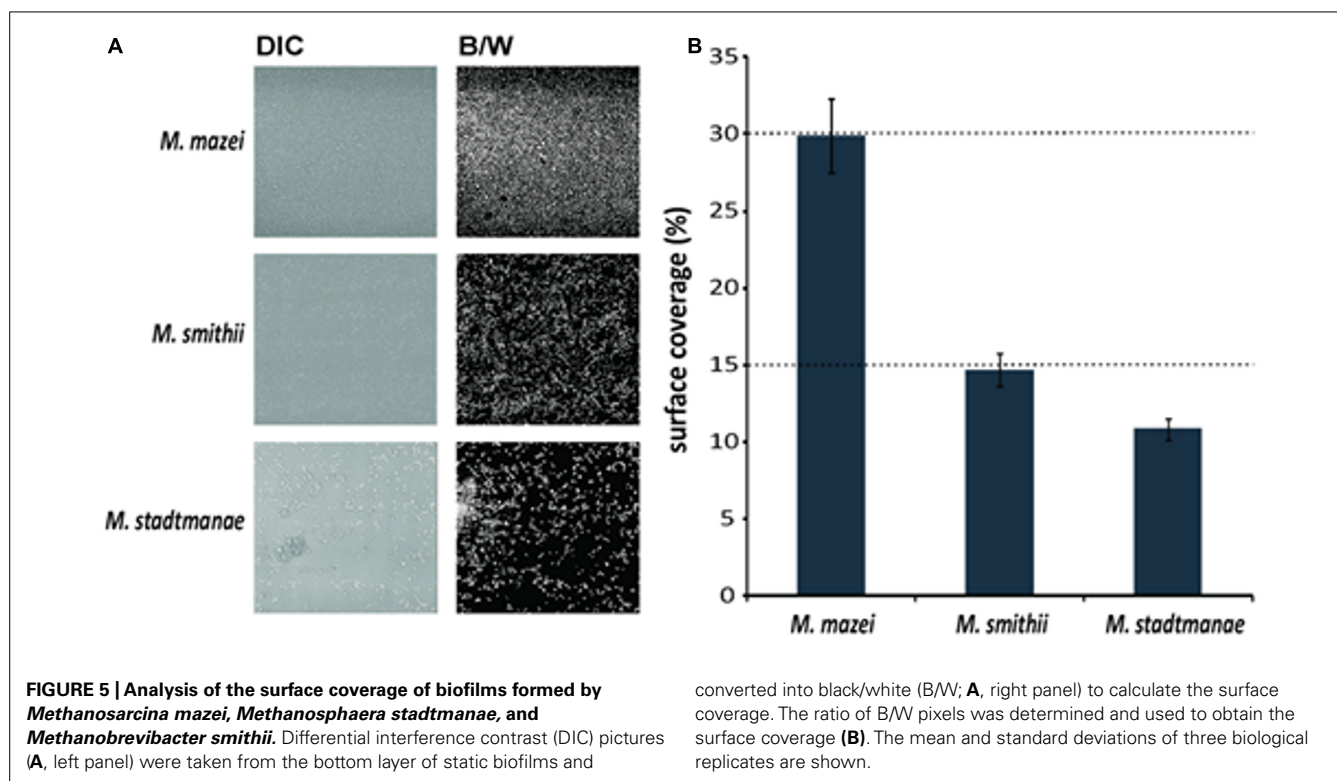 A
DIC
B/W
M. mazei
M. smithii
M. stadtmanae
B
35
30
25
20
15
10
5
0
surface coverage (%)
M. mazei
M. smithii
M. stadtmanae
FIGURE 5 | Analysis of the surface coverage of biofilms formed by
Methanosarcina mazei, Methanosphaera stadtmanae, and
Methanobrevibacter smithii. Differential interference contrast (DIC) pictures
(A, left panel) were taken from the bottom layer of static biofilms and
converted into black/white (B/W; A, right panel) to calculate the surface
coverage. The ratio of B/W pixels was determined and used to obtain the
surface coverage (B). The mean and standard deviations of three biological
replicates are shown.